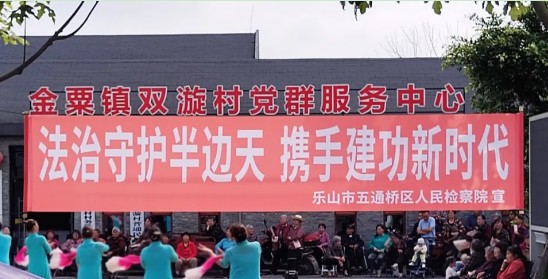 金粟镇双漩村党群服务中心
法治守护半边天 携手建功新时代
乐山市五通桥区人民检察院 宣